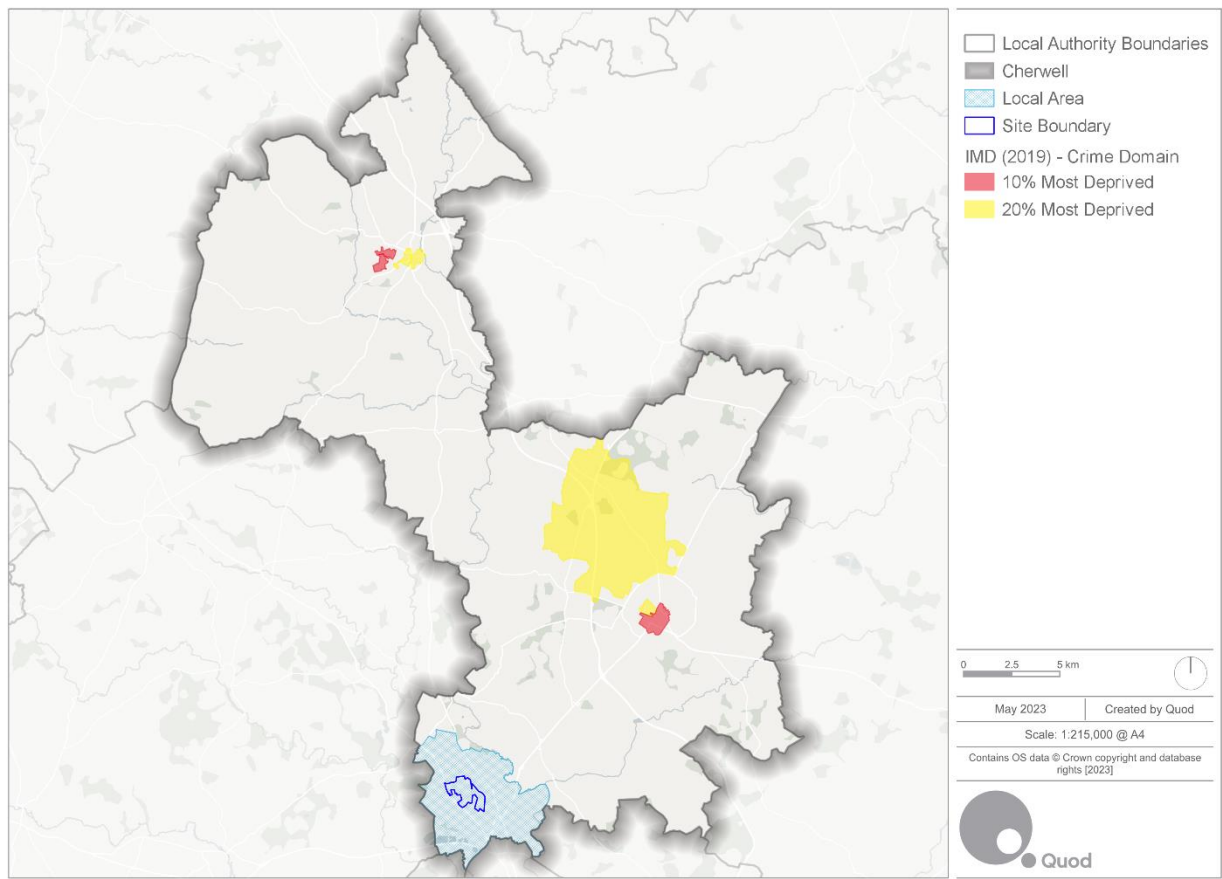 Local Authority Boundaries
Cherwell
Local Area
Site Boundary
IMD (2019) - Crime Domain
10% Most Deprived
20% Most Deprived
0 2.5 5 km
May 2023 Created by Quod
Scale: 1:215,000 @ A4
Contains OS data © Crown copyright and database
rights [2023]
Quod